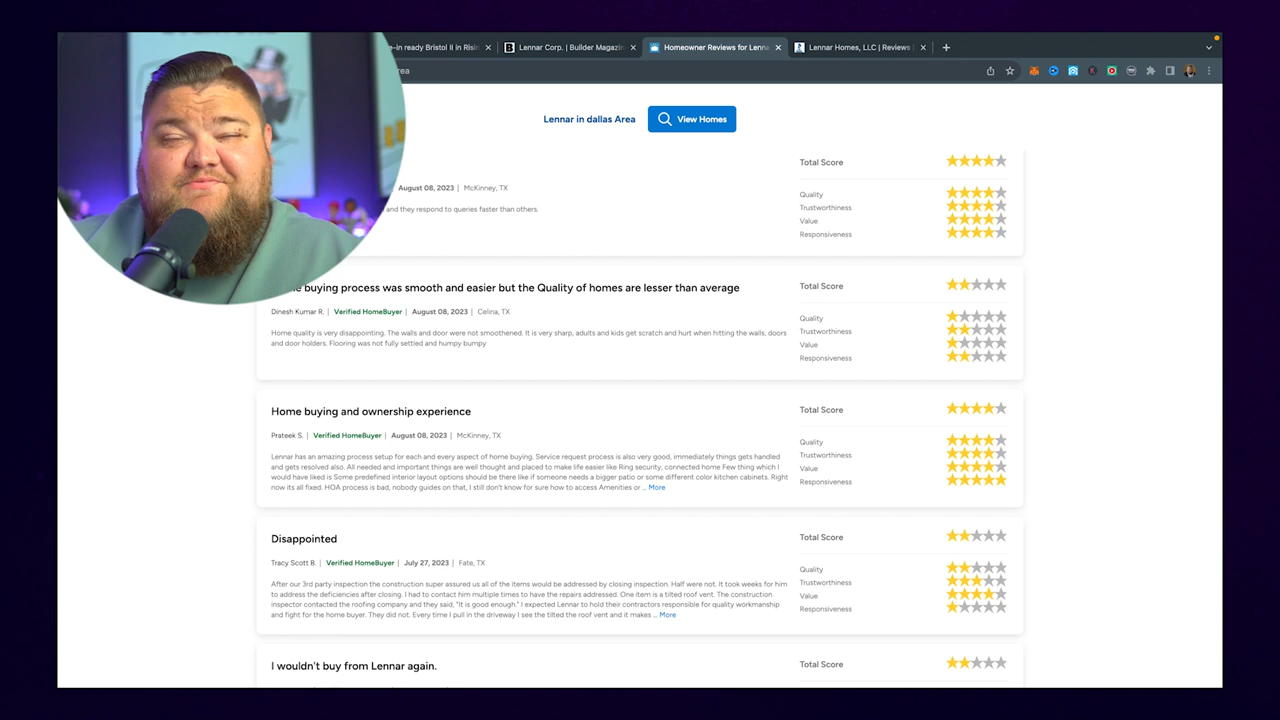 e-in ready Bristol II in Risin
Lennar Corp. | Builder Magazin
Homeowner Reviews for Lenna
Lennar Homes, LLC | Reviews
area
Lennar in dallas Area
View Homes
Total Score
August 08, 2023 | McKinney, TX
Quality
and they respond to queries faster than others.
Trustworthiness
Value
Responsiveness
buying process was smooth and easier but the Quality of homes are lesser than average
Total Score
Dinesh Kumar R. | Verified HomeBuyer | August 08, 2023 | Celina, TX
Quality
Home quality is very disappointing. The walls and door were not smoothened. It is very sharp, adults and kids get scratch and hurt when hitting the walls, doors
and door holders. Flooring was not fully settled and humpy bumpy
Trustworthiness
Value
Responsiveness
Home buying and ownership experience
Total Score
Prateek S. | Verified HomeBuyer | August 08, 2023 | McKinney, TX
Quality
Lennar has an amazing process setup for each and every aspect of home buying. Service request process is also very good, immediately things gets handled
and gets resolved also. All needed and important things are well thought and placed to make life easier like Ring security, connected home Few thing which I
would have liked is Some predefined interior layout options should be there like if someone needs a bigger patio or some different color kitchen cabinets. Right
now its all fixed. HOA process is bad, nobody guides on that, I still don't know for sure how to access Amenities or ... More
Trustworthiness
Value
Responsiveness
Disappointed
Total Score
Tracy Scott B. | Verified HomeBuyer | July 27, 2023 | Fate, TX
Quality
After our 3rd party inspection the construction super assured us all of the items would be addressed by closing inspection. Half were not. It took weeks for him
to address the deficiencies after closing. I had to contact him multiple times to have the repairs addressed. One item is a tilted roof vent. The construction
inspector contacted the roofing company and they said, "It is good enough." I expected Lennar to hold their contractors responsible for quality workmanship
and fight for the home buyer. They did not. Every time I pull in the driveway I see the tilted the roof vent and it makes ... More
Trustworthiness
Value
Responsiveness
I wouldn't buy from Lennar again.
Total Score